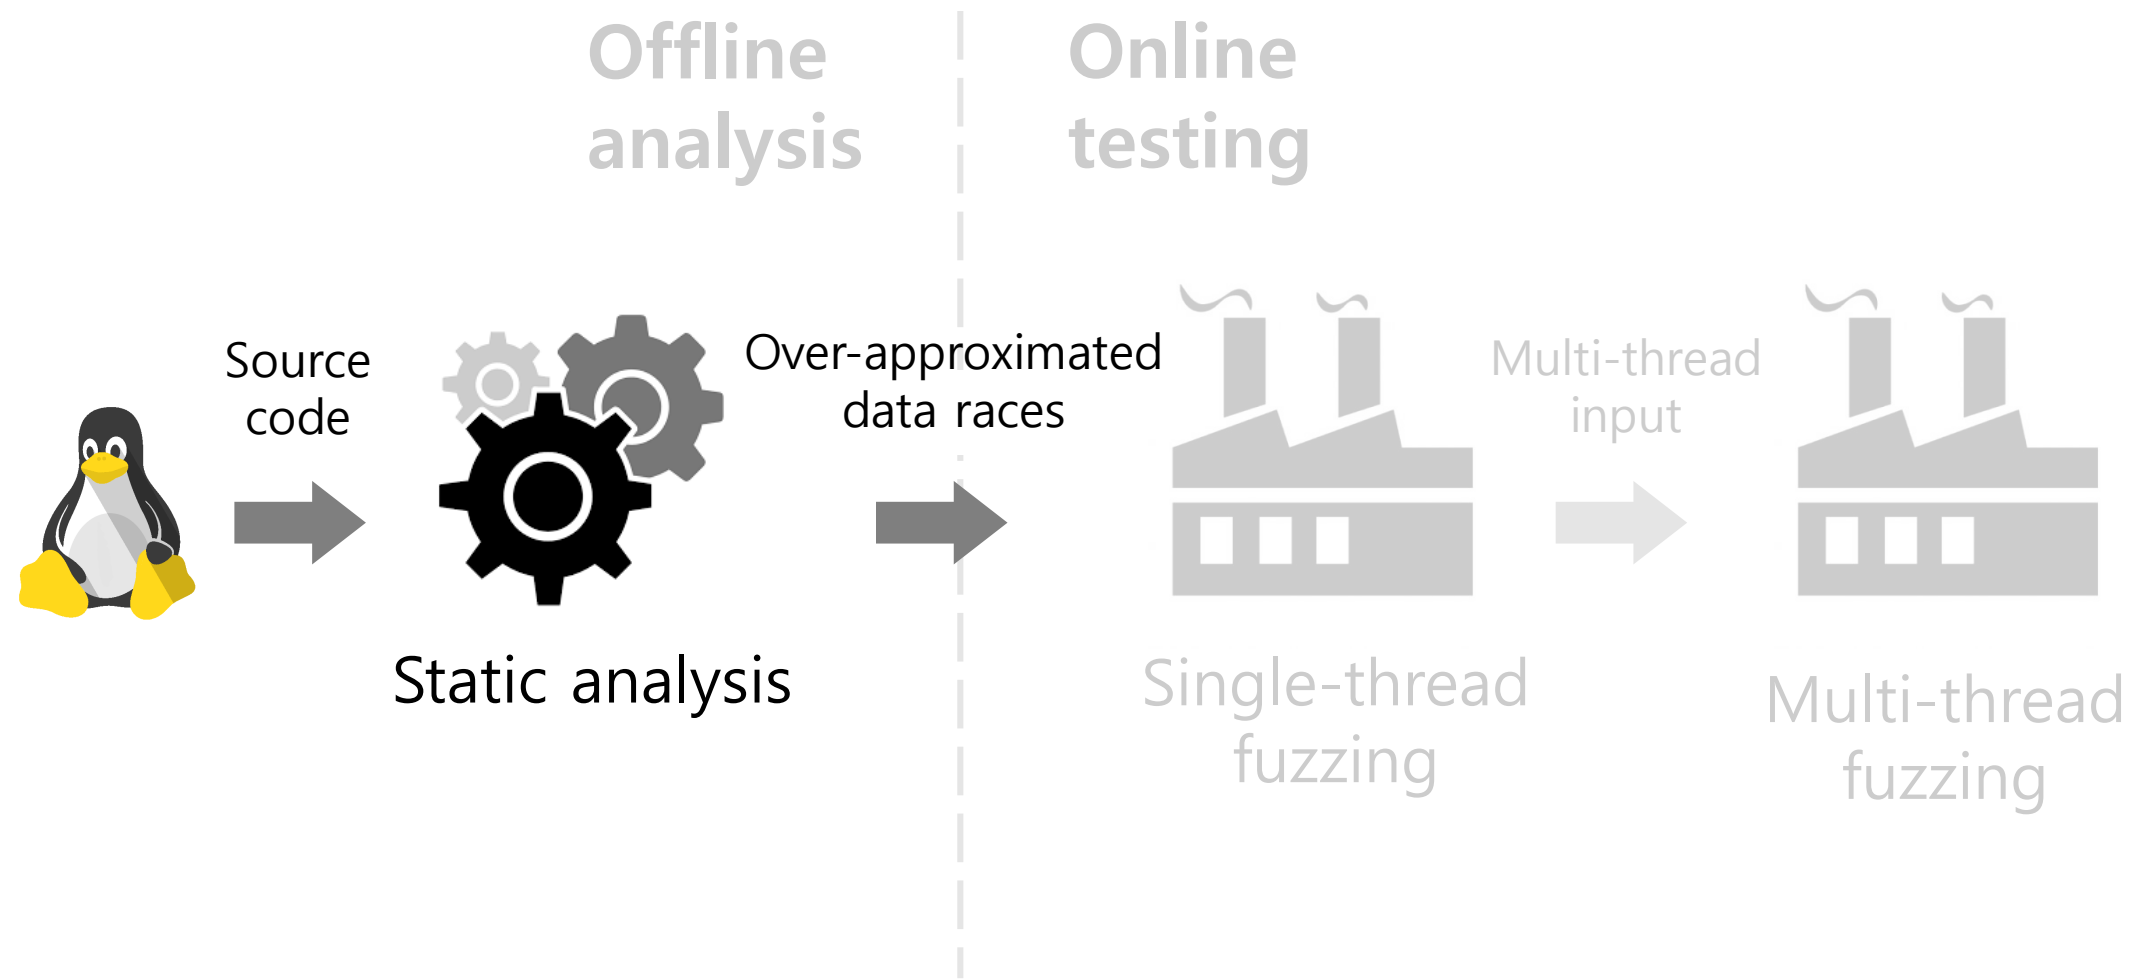 Offline
analysis
Online
testing
Source
code
Over-approximated
data races
Multi-thread
input
Static analysis
Single-thread
fuzzing
Multi-thread
fuzzing